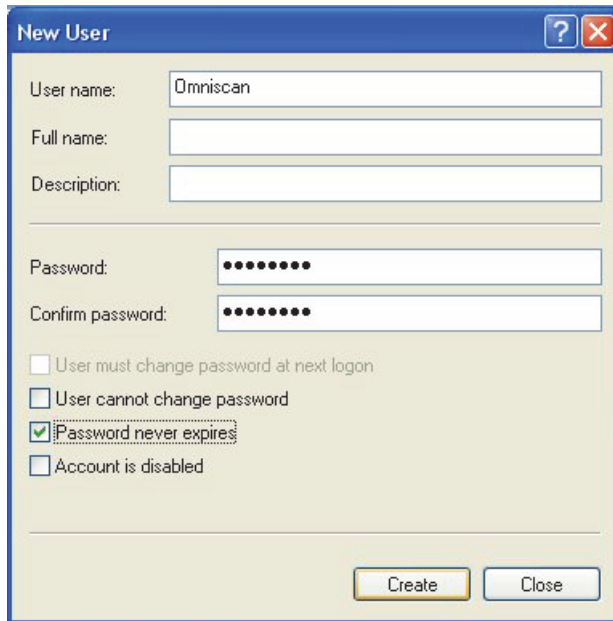 New User
User name: Omniscan
Full name:
Description:
Password: ●●●●●●●●
Confirm password: ●●●●●●●●
User must change password at next logon
User cannot change password
Password never expires
Account is disabled
Create Close